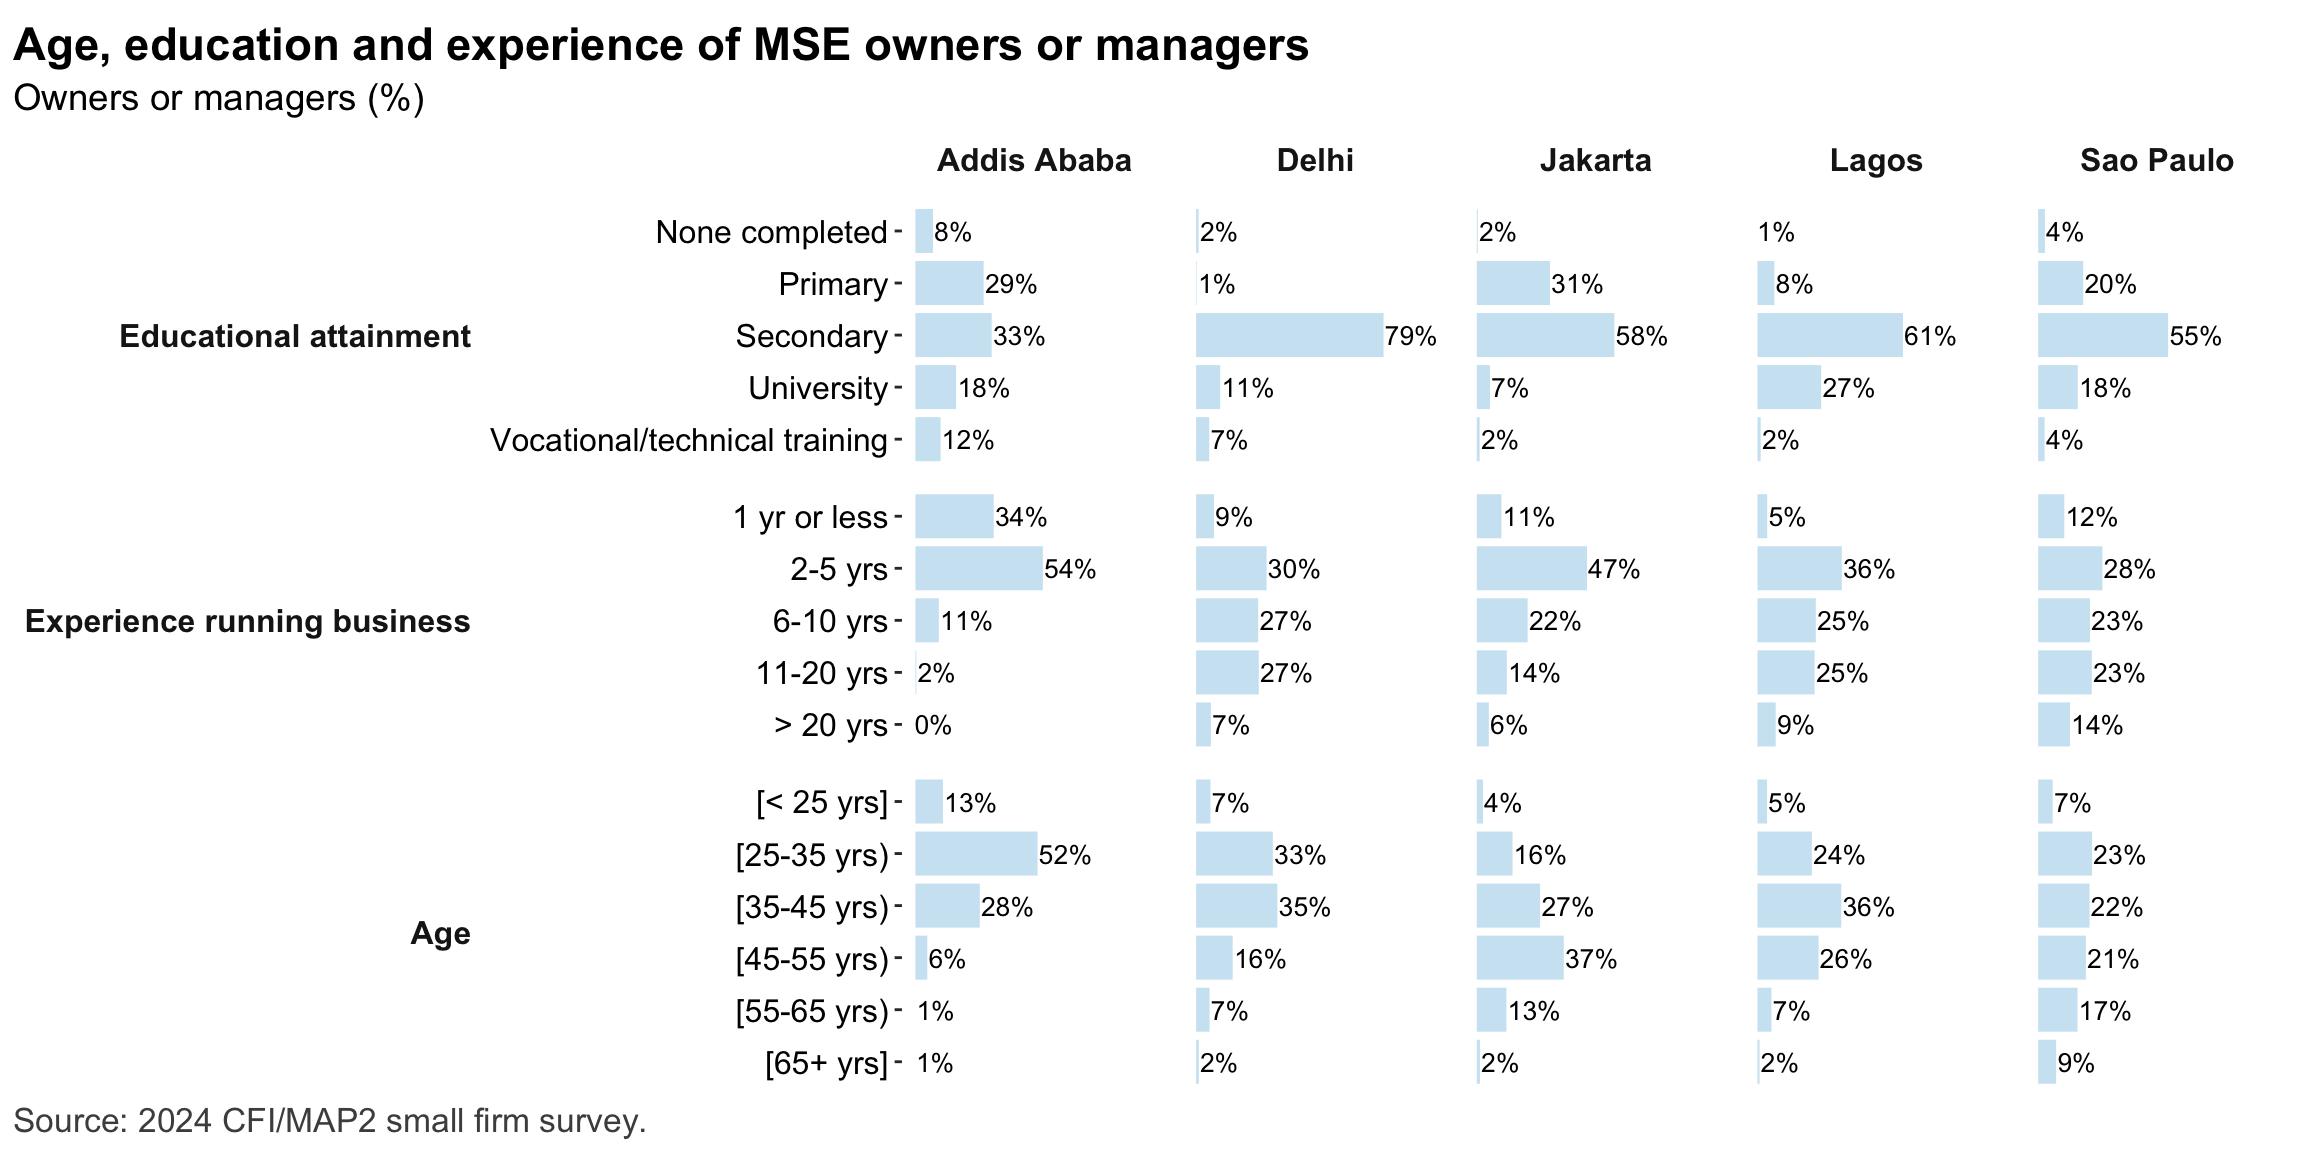 Age, education and experience of MSE owners or managers
Owners or managers (%)
Addis Ababa Delhi Jakarta Lagos Sao Paulo
Educational attainment
None completed 8% 2% 2% 1% 4%
Primary 29% 1% 31% 8% 20%
Secondary 33% 79% 58% 61% 55%
University 18% 11% 7% 27% 18%
Vocational/technical training 12% 7% 2% 2% 4%
Experience running business
1 yr or less 34% 9% 11% 5% 12%
2-5 yrs 54% 30% 47% 36% 28%
6-10 yrs 11% 27% 22% 25% 23%
11-20 yrs 2% 27% 14% 25% 23%
> 20 yrs 0% 7% 6% 9% 14%
Age
[< 25 yrs] 13% 7% 4% 5% 7%
[25-35 yrs) 52% 33% 16% 24% 23%
[35-45 yrs) 28% 35% 27% 36% 22%
[45-55 yrs) 6% 16% 37% 26% 21%
[55-65 yrs) 1% 7% 13% 7% 17%
[65+ yrs] 1% 2% 2% 2% 9%
Source: 2024 CFI/MAP2 small firm survey.